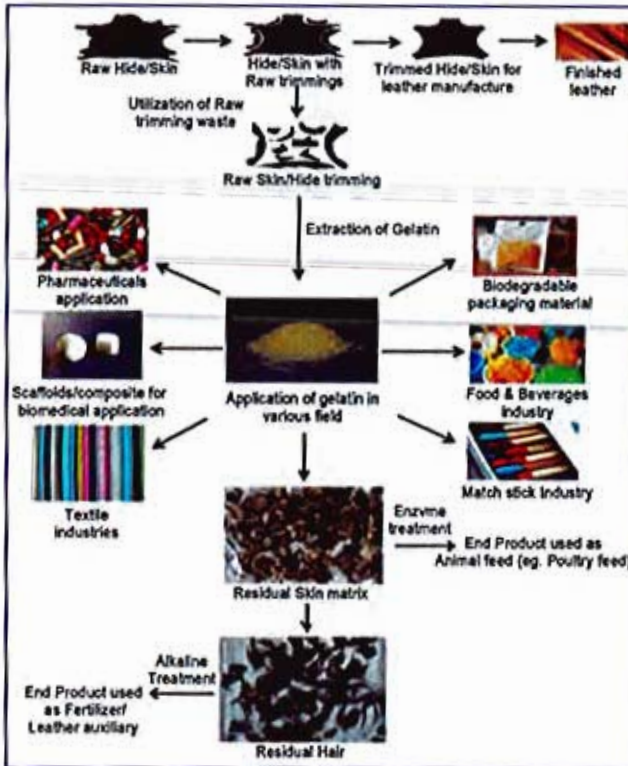 Raw Hide/Skin
Hide/Skin with
Raw trimmings
Trimmed Hide/Skin for
leather manufacture
Finished
leather
Utilization of Raw
trimming waste
Raw Skin/Hide trimming
Extraction of Gelatin
Pharmaceuticals
application
Biodegradable
packaging material
Scaffolds/composite for
biomedical application
Application of gelatin in
various field
Food & Beverages
Industry
Textile
industries
Match stick Industry
Enzyme
treatment
End Product used as
Animal feed (eg. Poultry feed)
Residual Skin matrix
Alkaline
Treatment
End Product used
as Fertilizer/
Leather auxiliary
Residual Hair